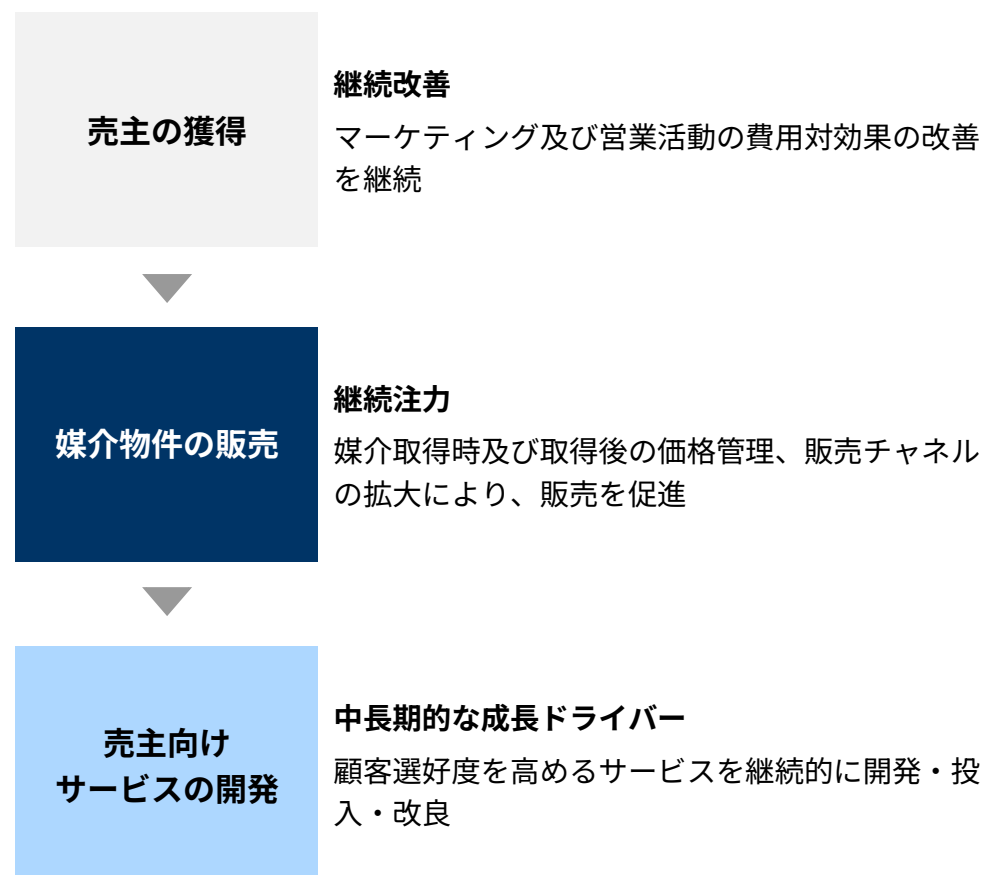 売主の獲得
継続改善
マーケティング及び営業活動の費用対効果の改善
を継続
媒介物件の販売
継続注力
媒介取得時及び取得後の価格管理、販売チャネル
の拡大により、販売を促進
売主向け
サービスの開発
中長期的な成長ドライバー
顧客選好度を高めるサービスを継続的に開発・投
入・改良